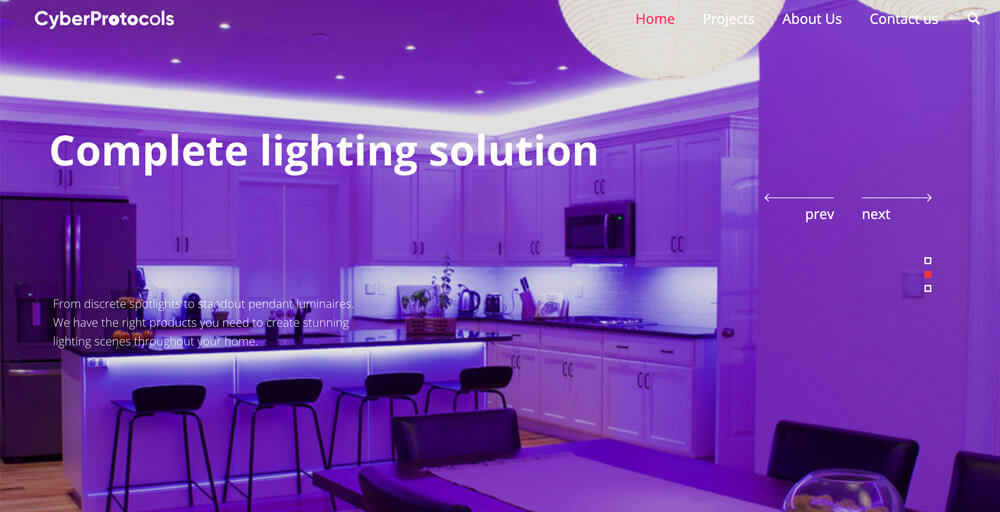 CyberProtocols
Home Projects About Us Contact us
Complete lighting solution
prev next
From discrete spotlights to standout pendant luminaires.
We have the right products you need to create stunning
lighting scenes throughout your home.